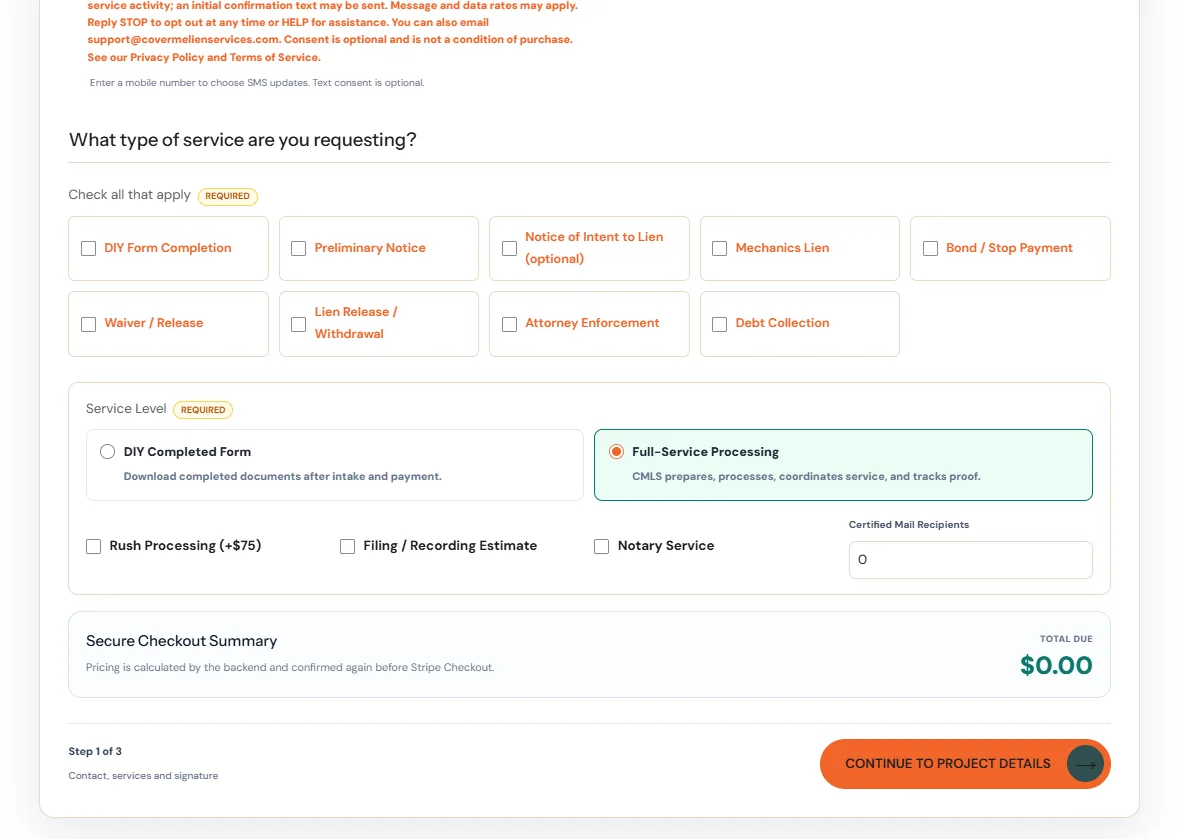 service activity; an initial confirmation text may be sent. Message and data rates may apply.
Reply STOP to opt out at any time or HELP for assistance. You can also email
support@covermelienservices.com. Consent is optional and is not a condition of purchase.
See our Privacy Policy and Terms of Service.
Enter a mobile number to choose SMS updates. Text consent is optional.
What type of service are you requesting?
Check all that apply REQUIRED
DIY Form Completion
Preliminary Notice
Notice of Intent to Lien
(optional)
Mechanics Lien
Bond / Stop Payment
Waiver / Release
Lien Release /
Withdrawal
Attorney Enforcement
Debt Collection
Service Level REQUIRED
DIY Completed Form
Download completed documents after intake and payment.
Full-Service Processing
CMLS prepares, processes, coordinates service, and tracks proof.
Rush Processing (+$75)
Filing / Recording Estimate
Notary Service
Certified Mail Recipients
0
Secure Checkout Summary
Pricing is calculated by the backend and confirmed again before Stripe Checkout.
TOTAL DUE
$0.00
Step 1 of 3
Contact, services and signature
CONTINUE TO PROJECT DETAILS →